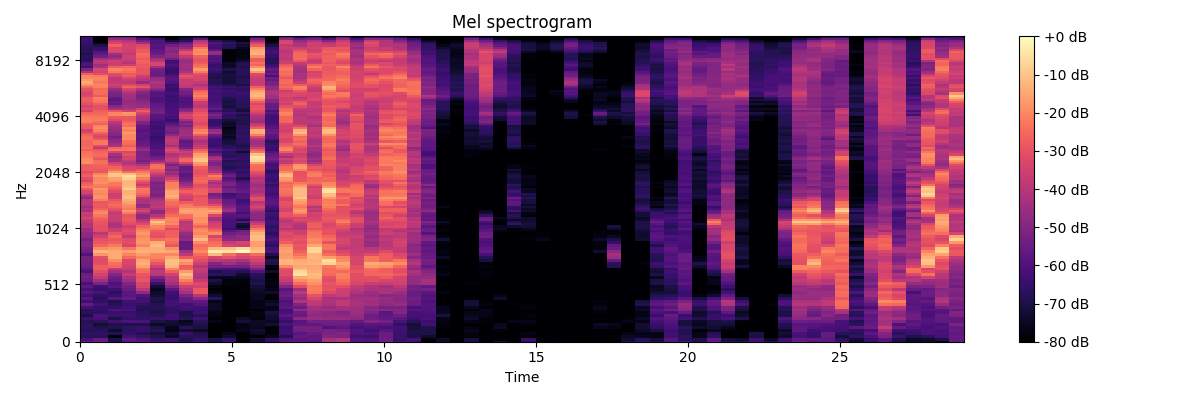 Mel spectrogram
Hz
8192
4096
2048
1024
512
0
0 5 10 15 20 25
Time
+0 dB
-10 dB
-20 dB
-30 dB
-40 dB
-50 dB
-60 dB
-70 dB
-80 dB